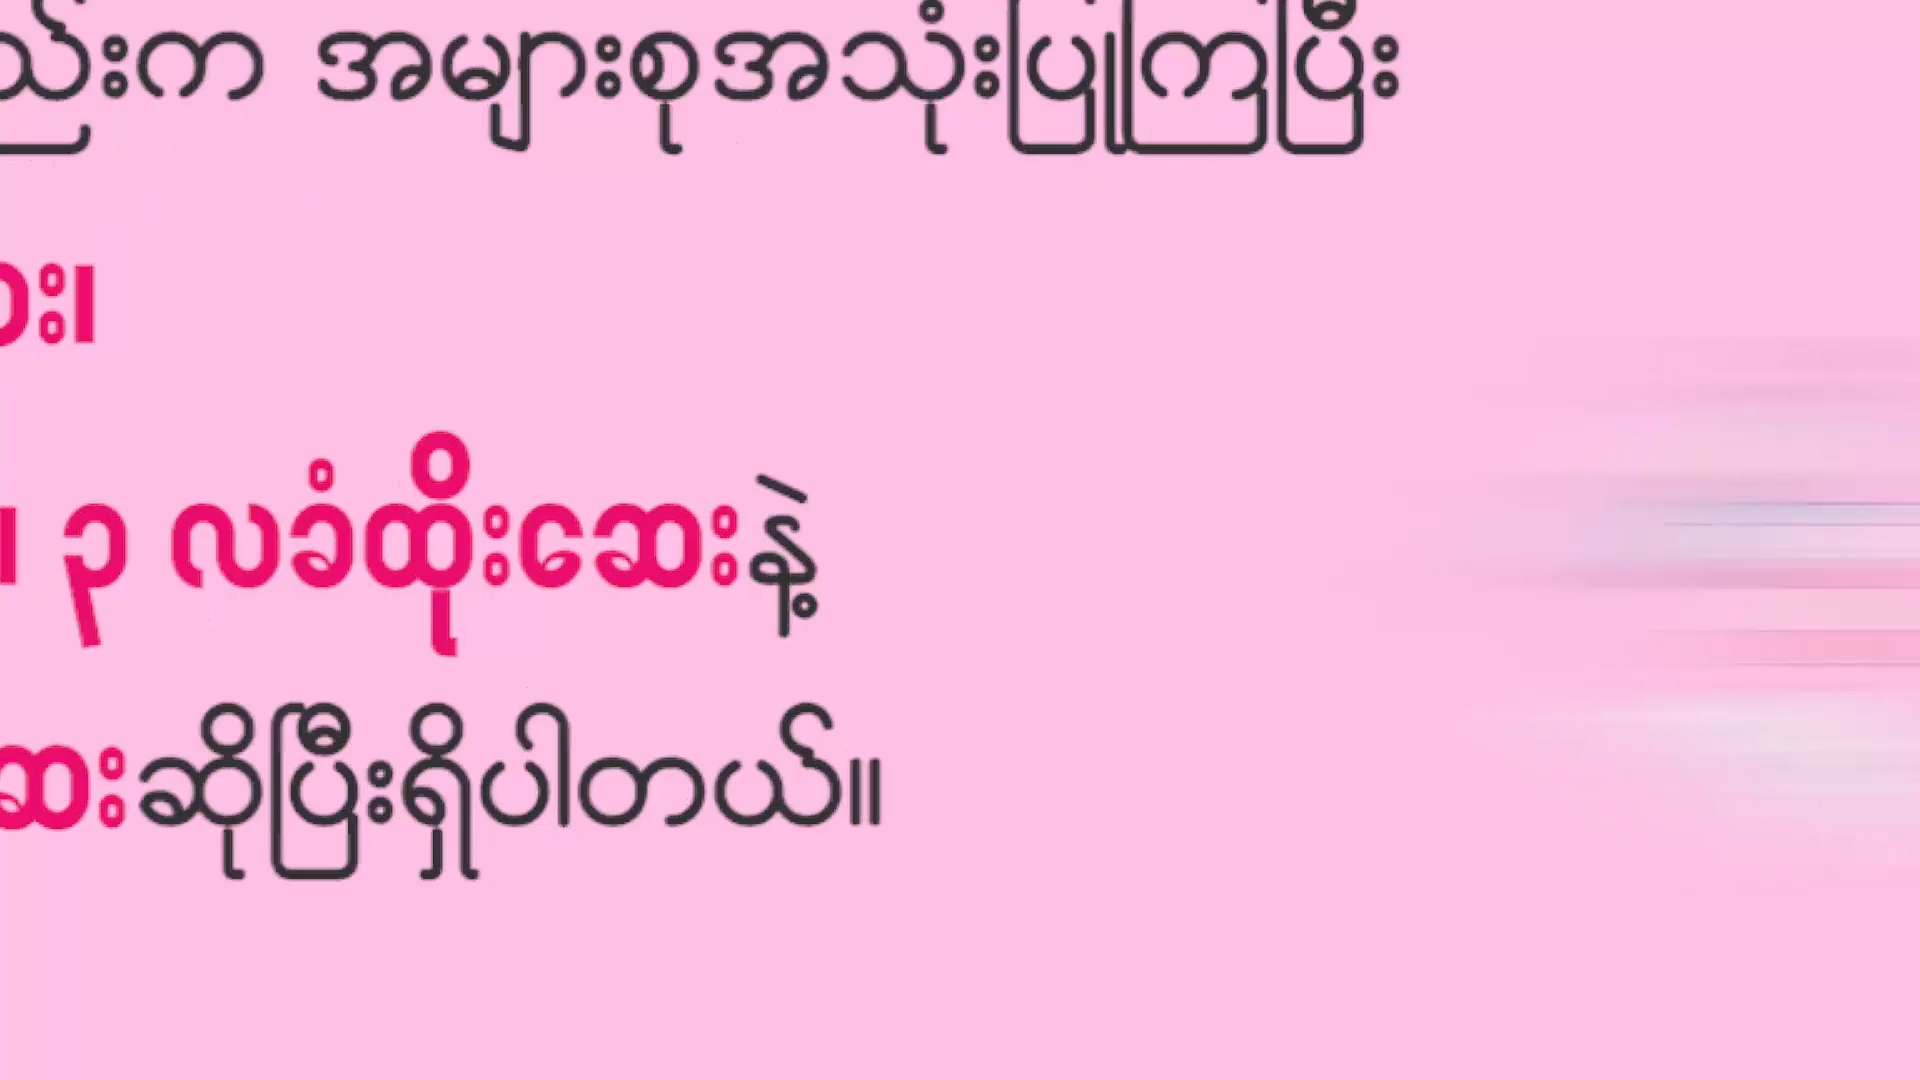 ည်းက အများစုအသုံးပြုကြပြီး
း၊
၊ ၃ လခံထိုးဆေးနဲ့
ဆေးဆိုပြီးရှိပါတယ်။